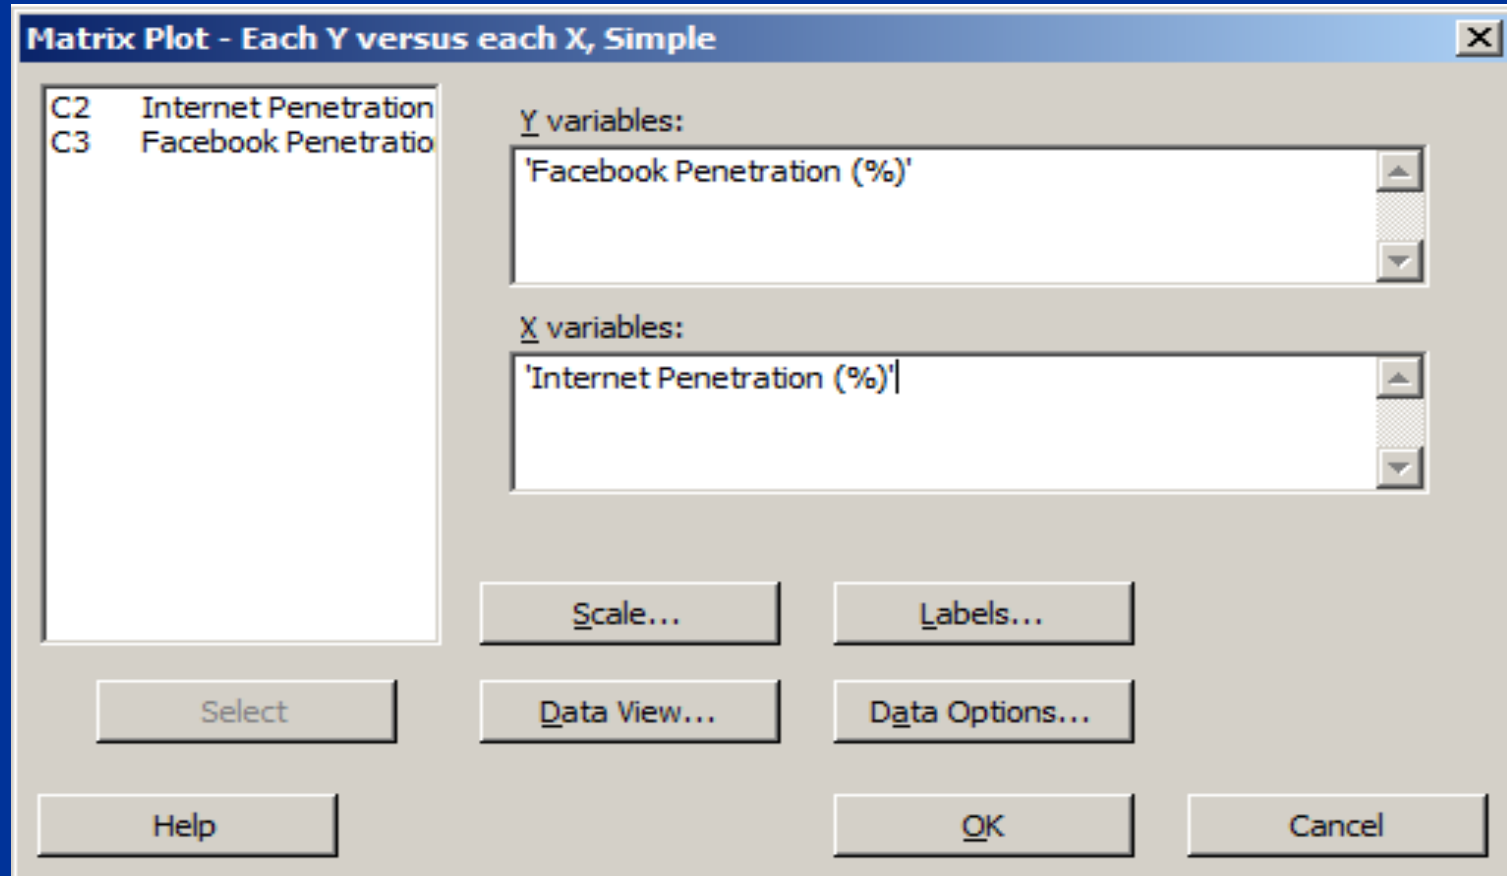 Matrix Plot - Each Y versus each X, Simple
C2 Internet Penetration
C3 Facebook Penetratio
Y variables:
'Facebook Penetration (%)'
X variables:
'Internet Penetration (%)'
Scale...
Labels...
Select
Data View...
Data Options...
Help
OK
Cancel